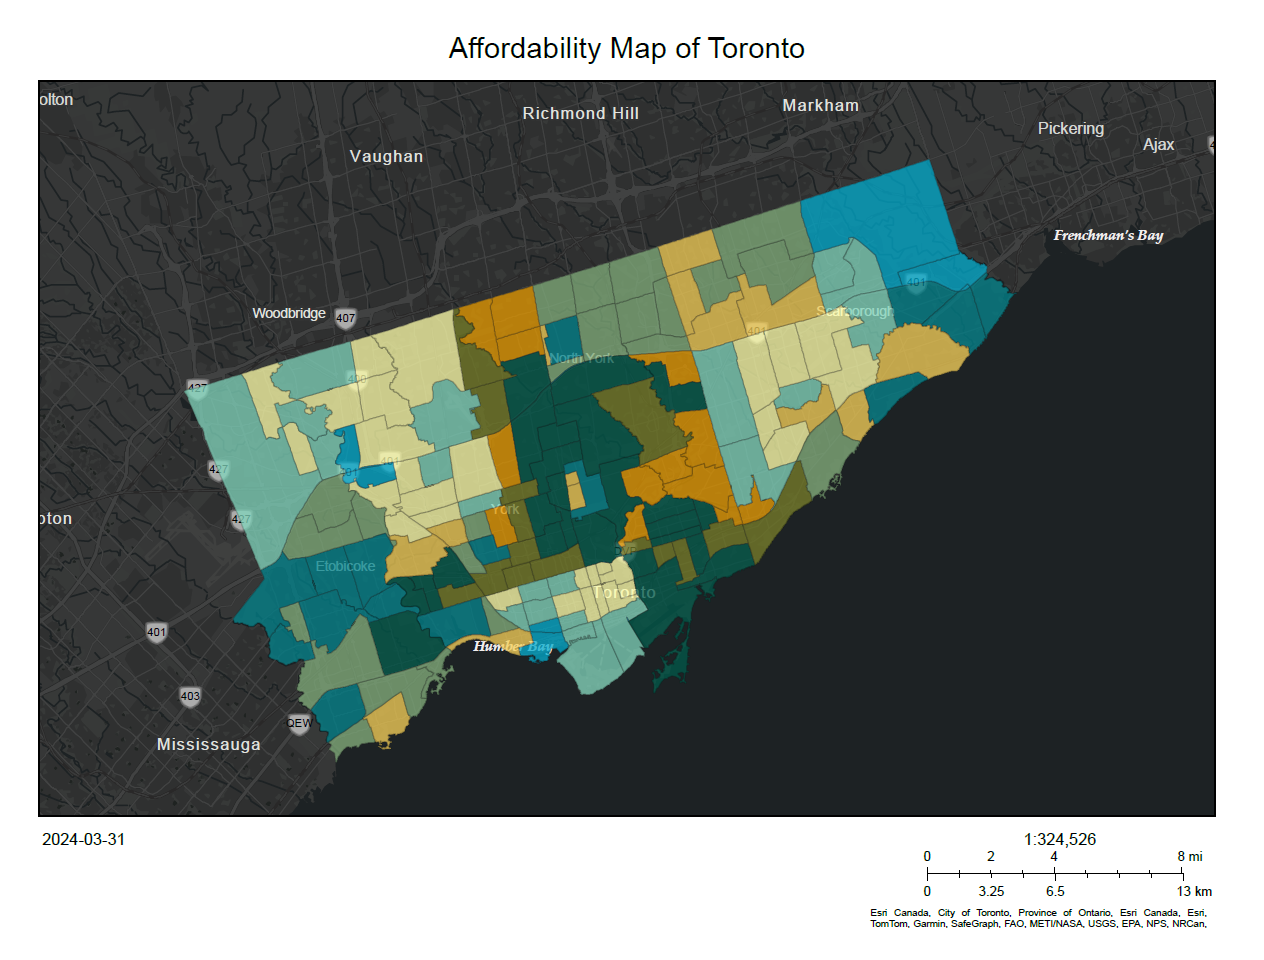 Affordability Map of Toronto
olton
Richmond Hill
Markham
Pickering
Ajax
Vaughan
Frenchman's Bay
401
Woodbridge
407
Scarborough
401
North York
427
400
401
401
427
York
427
Etobicoke
DVP
Toronto
401
Humber Bay
403
QEW
Mississauga
2024-03-31
1:324,526
0 2 4 8 mi
0 3.25 6.5 13 km
Esri Canada, City of Toronto, Province of Ontario, Esri Canada, Esri,
TomTom, Garmin, SafeGraph, FAO, METI/NASA, USGS, EPA, NPS, NRCan,